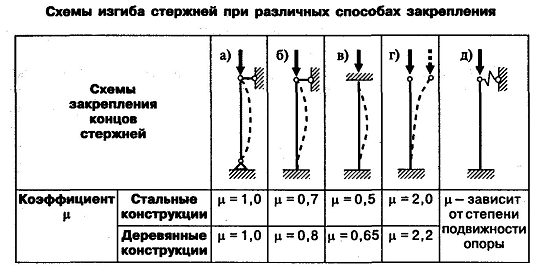 Схемы изгиба стержней при различных способах закрепления
Схемы
закрепления
концов
стержней
а)
б)
в)
г)
д)
Коэффициент
μ
Стальные
конструкции
μ = 1,0
μ = 0,7
μ = 0,5
μ = 2,0
μ – зависит
от степени
подвижности
опоры
Деревянные
конструкции
μ = 1,0
μ = 0,8
μ = 0,65
μ = 2,2